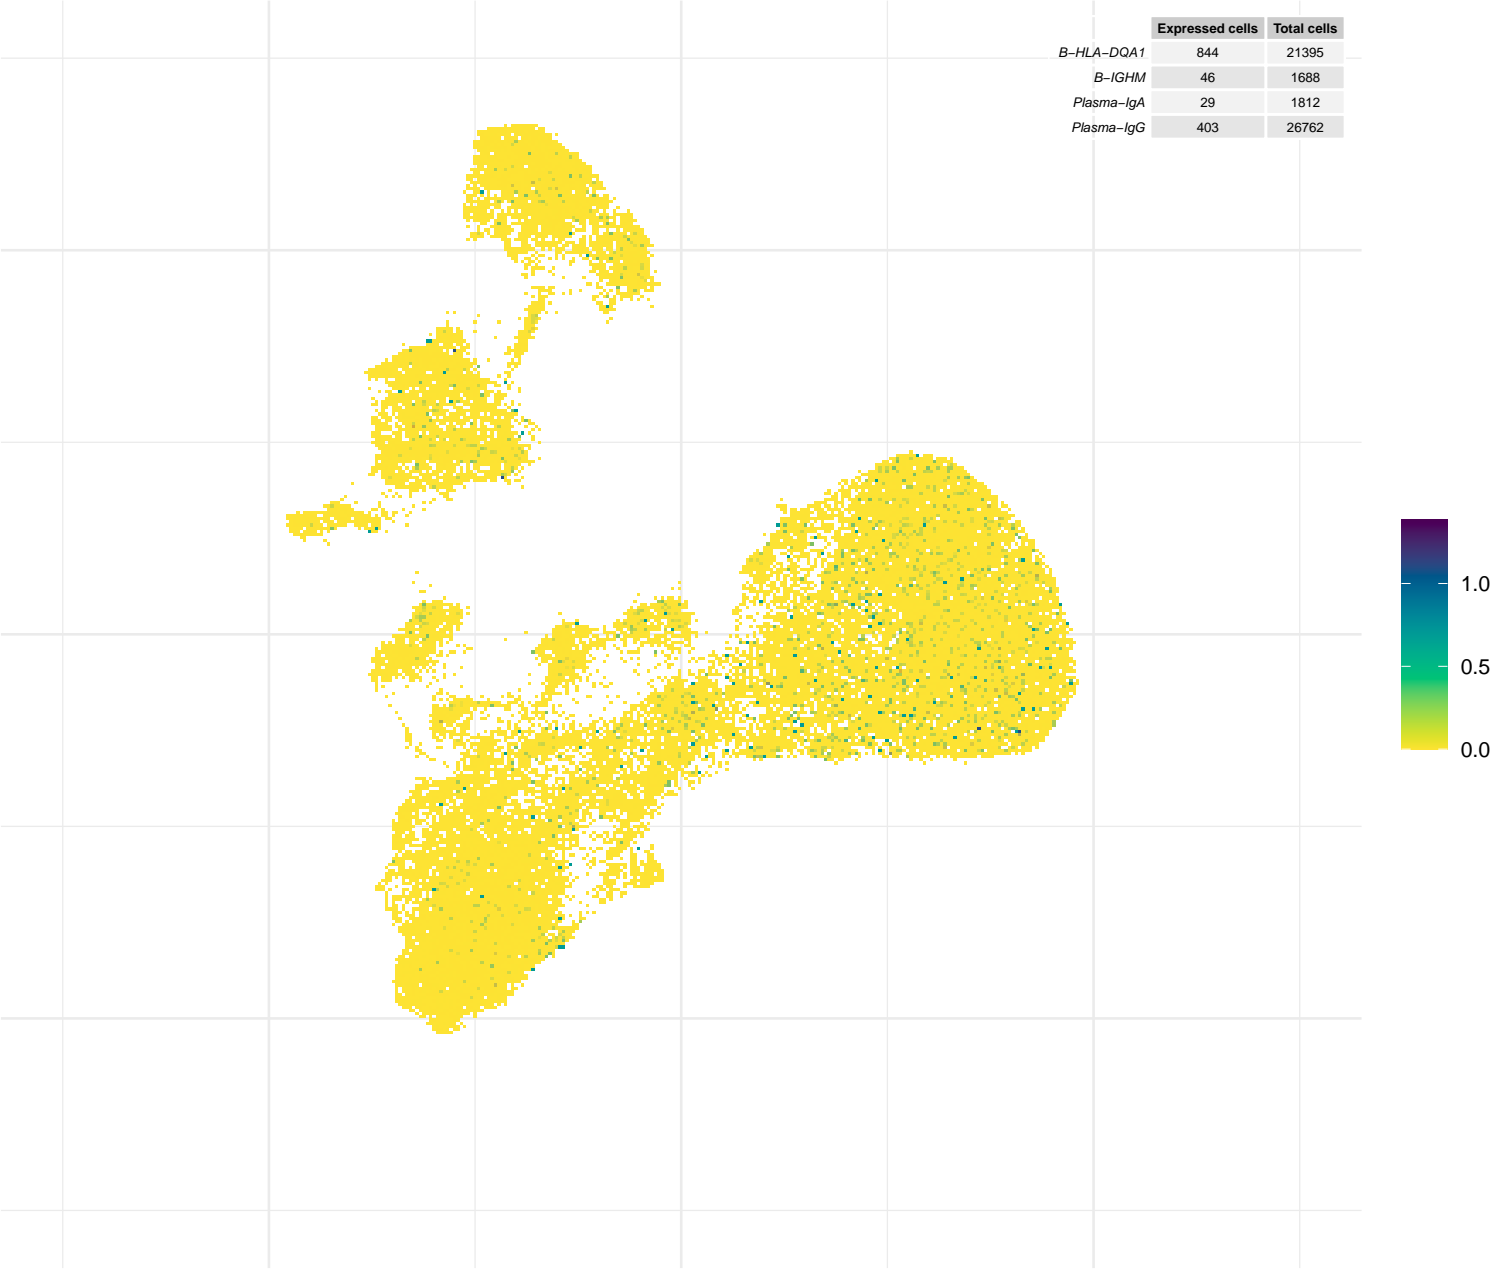 Expressed cells Total cells
B−HLA−DQA1 844 21395
B−IGHM 46 1688
Plasma−IgA 29 1812
Plasma−IgG 403 26762
1.0
0.5
0.0